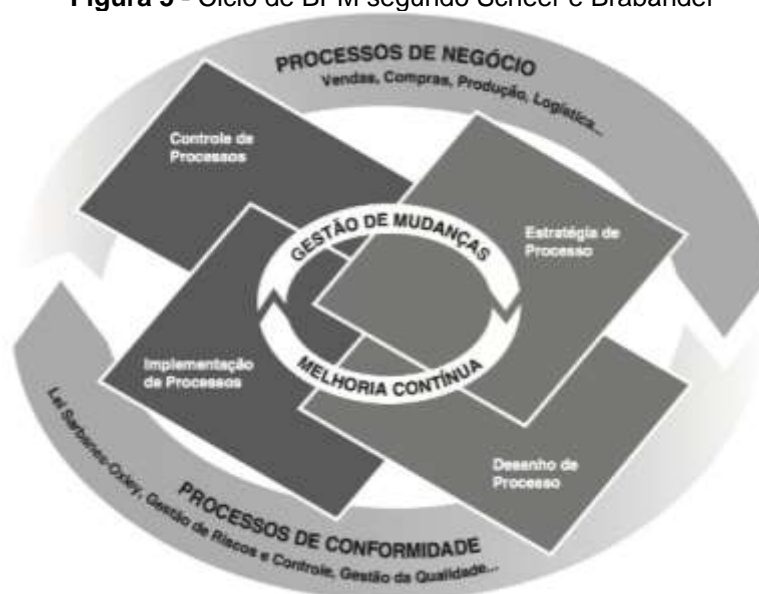 Figura 5 - Ciclo de BPM segundo Scheer e Brabander
PROCESSOS DE NEGÓCIO
Vendas, Compras, Produção, Logística...
Controle de
Processos
GESTÃO DE MUDANÇAS
Estratégia de
Processo
Implementação
de Processos
MELHORIA CONTÍNUA
Desenho de
Processo
PROCESSOS DE CONFORMIDADE
Lei Sarbones-Oxley, Gestão de Riscos e Controle, Gestão da Qualidade...